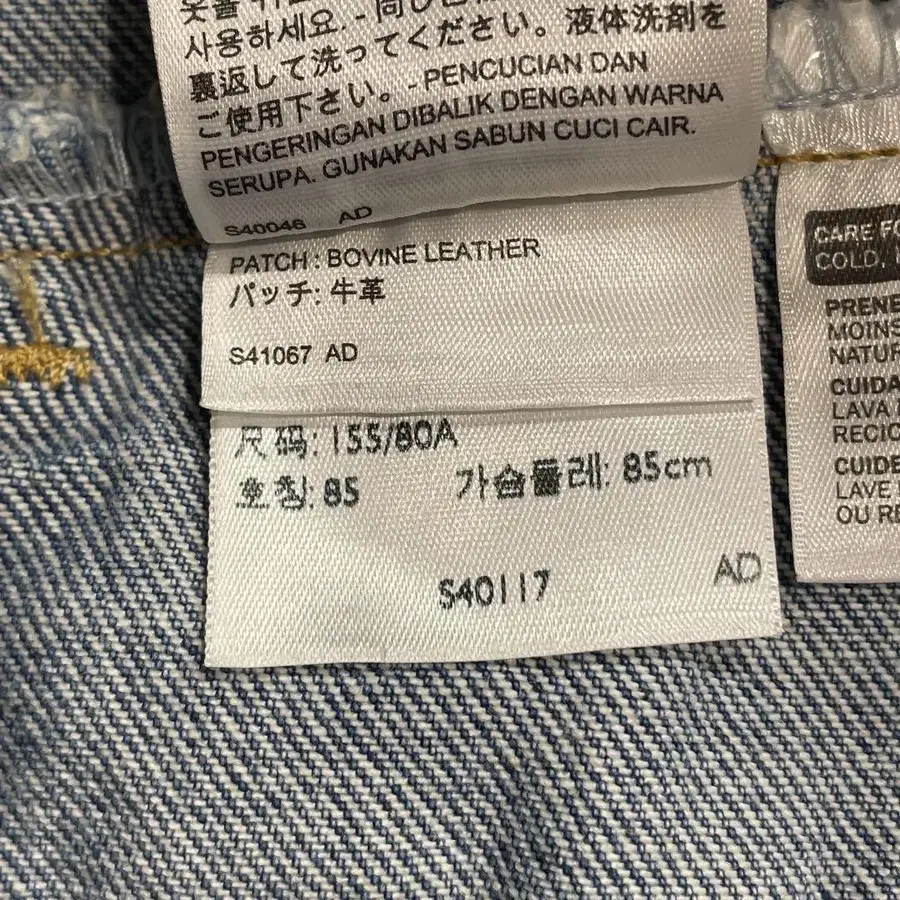 사용하세요. - 同じ
裏返して洗ってください。液体洗剤を
ご使用下さい。- PENCUCIAN DAN
PENGERINGAN DIBALIK DENGAN WARNA
SERUPA. GUNAKAN SABUN CUCI CAIR.
S40046 AD
PATCH : BOVINE LEATHER
パッチ: 牛革
S41067 AD
尺码: 155/80A
호칭: 85 가슴둘레: 85cm
S40117 AD
CARE FO
COLD,
PRENE
MOINS
NATUR
CUIDA
LAVA
RECIC
CUIDE
LAVE
OU RE